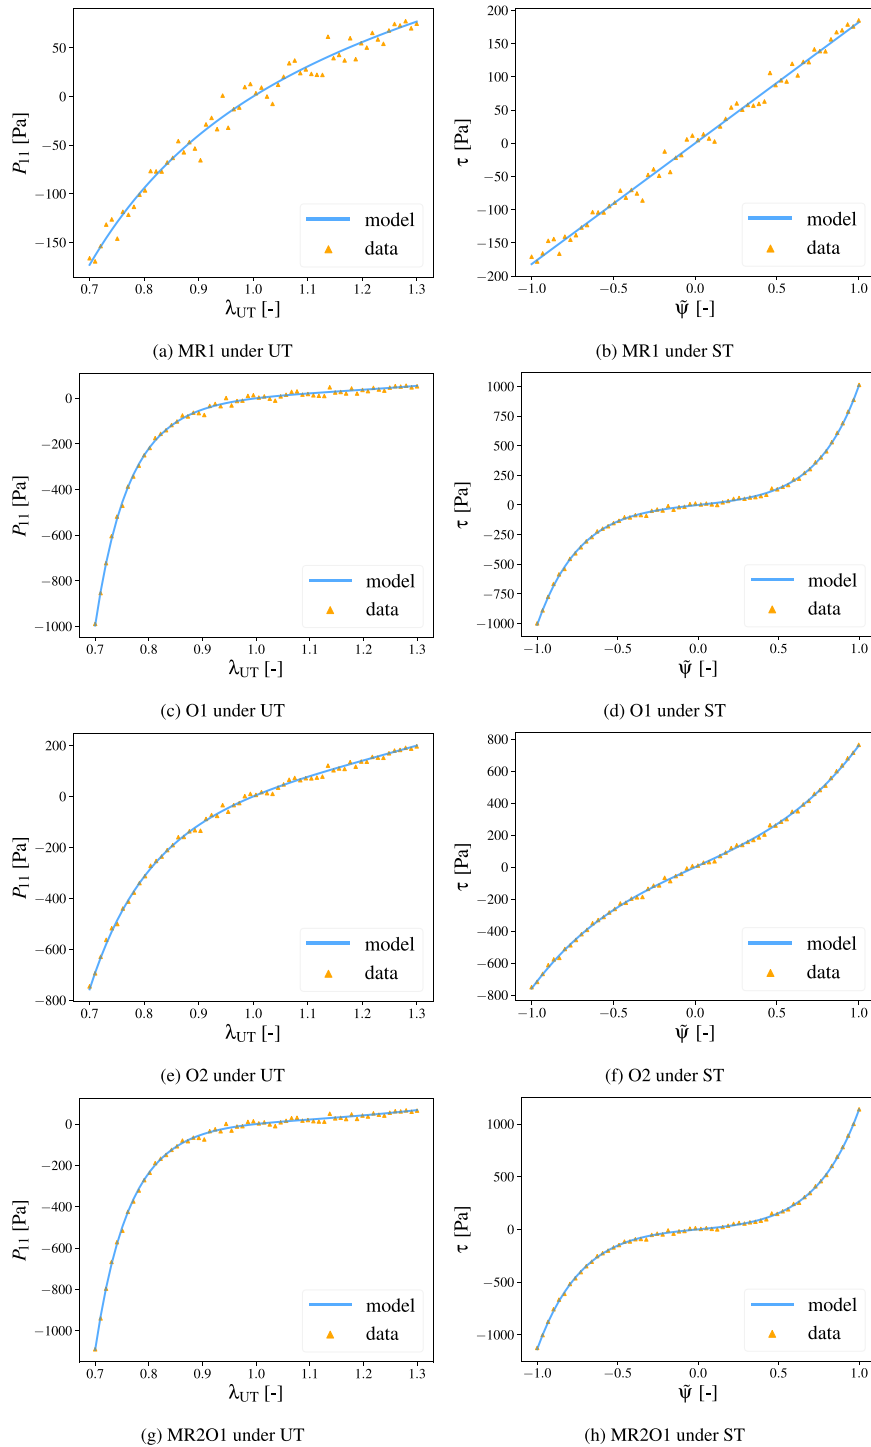 50
0
−50
−100
−150
P₁₁ [Pa]
0.7 0.8 0.9 1.0 1.1 1.2 1.3
λ_UT [-]
model
data
(a) MR1 under UT
200
150
100
50
0
−50
−100
−150
−200
τ [Pa]
−1.0 −0.5 0.0 0.5 1.0
ψ̃ [-]
model
data
(b) MR1 under ST
0
−200
−400
−600
−800
−1000
P₁₁ [Pa]
0.7 0.8 0.9 1.0 1.1 1.2 1.3
λ_UT [-]
model
data
(c) O1 under UT
1000
750
500
250
0
−250
−500
−750
−1000
τ [Pa]
−1.0 −0.5 0.0 0.5 1.0
ψ̃ [-]
model
data
(d) O1 under ST
200
0
−200
−400
−600
−800
P₁₁ [Pa]
0.7 0.8 0.9 1.0 1.1 1.2 1.3
λ_UT [-]
model
data
(e) O2 under UT
800
600
400
200
0
−200
−400
−600
−800
τ [Pa]
−1.0 −0.5 0.0 0.5 1.0
ψ̃ [-]
model
data
(f) O2 under ST
0
−200
−400
−600
−800
−1000
P₁₁ [Pa]
0.7 0.8 0.9 1.0 1.1 1.2 1.3
λ_UT [-]
model
data
(g) MR2O1 under UT
1000
500
0
−500
−1000
τ [Pa]
−1.0 −0.5 0.0 0.5 1.0
ψ̃ [-]
model
data
(h) MR2O1 under ST